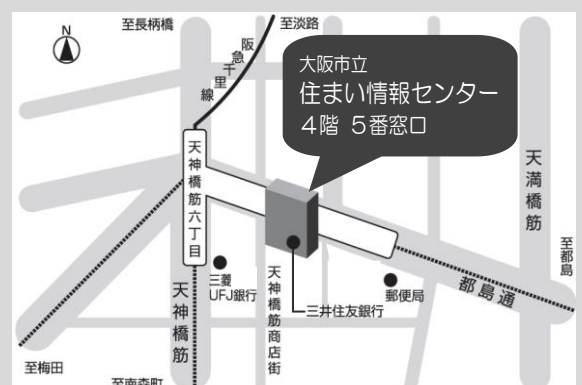 N
至長柄橋
至淡路
阪急千里線
大阪市立
住まい情報センター
4階 5番窓口
天神橋筋六丁目
天満橋筋
至都島
三菱
UFJ銀行
天神橋筋
天神橋筋商店街
三井住友銀行
郵便局
都島通
至梅田
至南森町